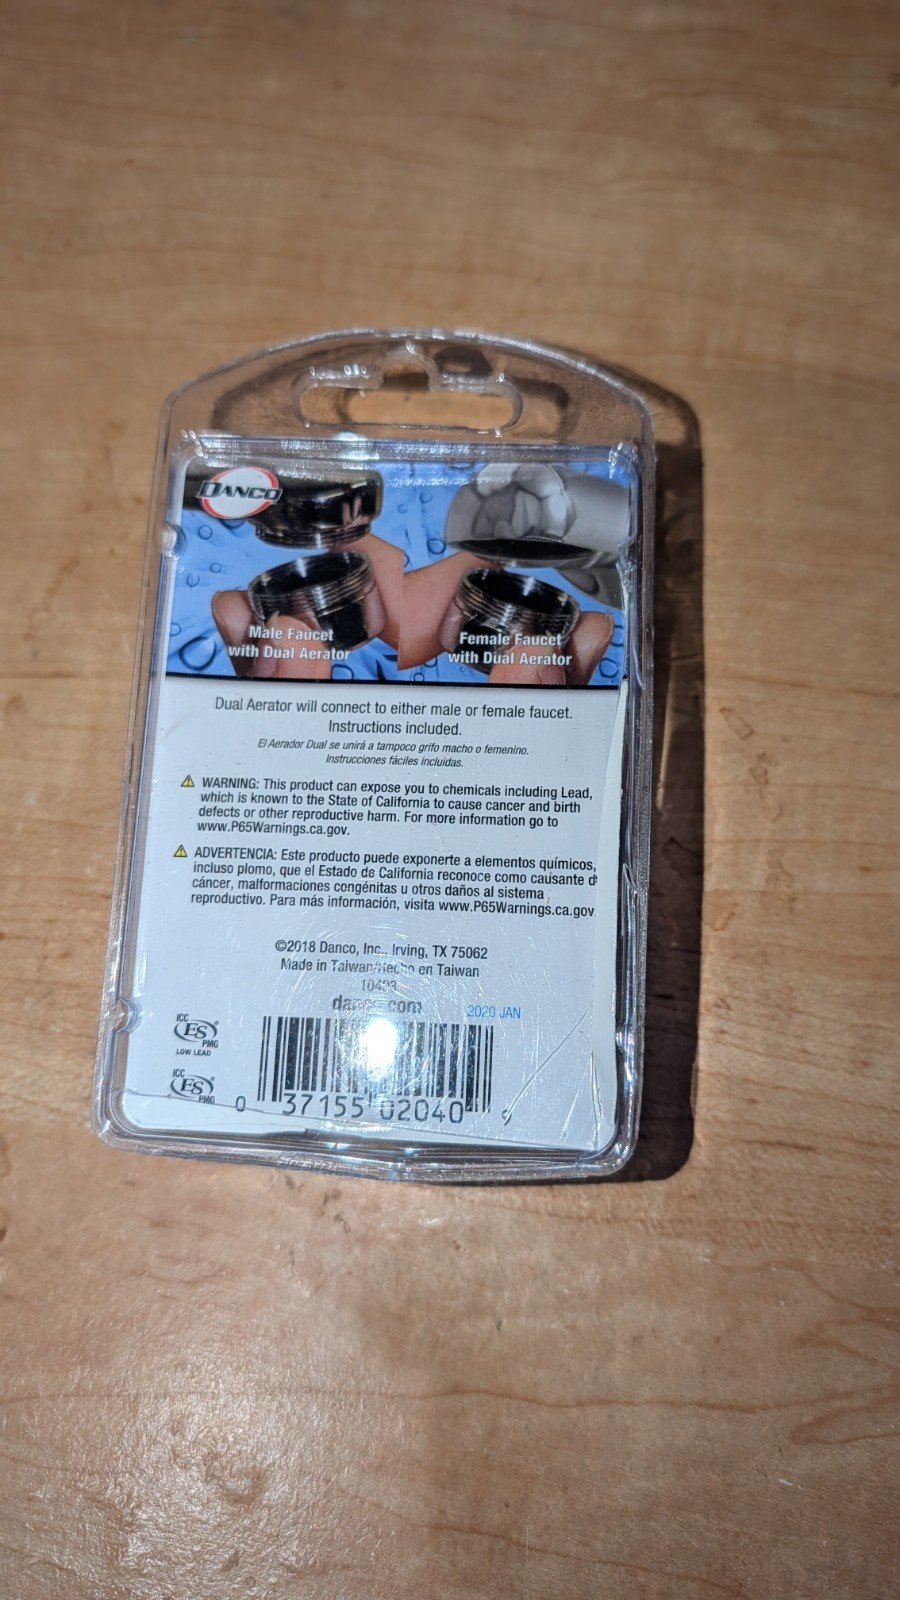 DANCO
Male Faucet
with Dual Aerator
Female Faucet
with Dual Aerator
Dual Aerator will connect to either male or female faucet.
Instructions included.
El Aerador Dual se unirá a tampoco grifo macho o femenino.
Instrucciones fáciles incluidas.
WARNING: This product can expose you to chemicals including Lead,
which is known to the State of California to cause cancer and birth
defects or other reproductive harm. For more information go to
www.P65Warnings.ca.gov.
ADVERTENCIA: Este producto puede exponerte a elementos químicos,
incluso plomo, que el Estado de California reconoce como causante d
cáncer, malformaciones congénitas u otros daños al sistema
reproductivo. Para más información, visita www.P65Warnings.ca.gov
©2018 Danco, Inc., Irving, TX 75062
Made in Taiwan/Hecho en Taiwan
danco.com
2020 JAN
ICC
ES
PMG
LOW LEAD
ICC
ES
PMG
0 37155 02040 9